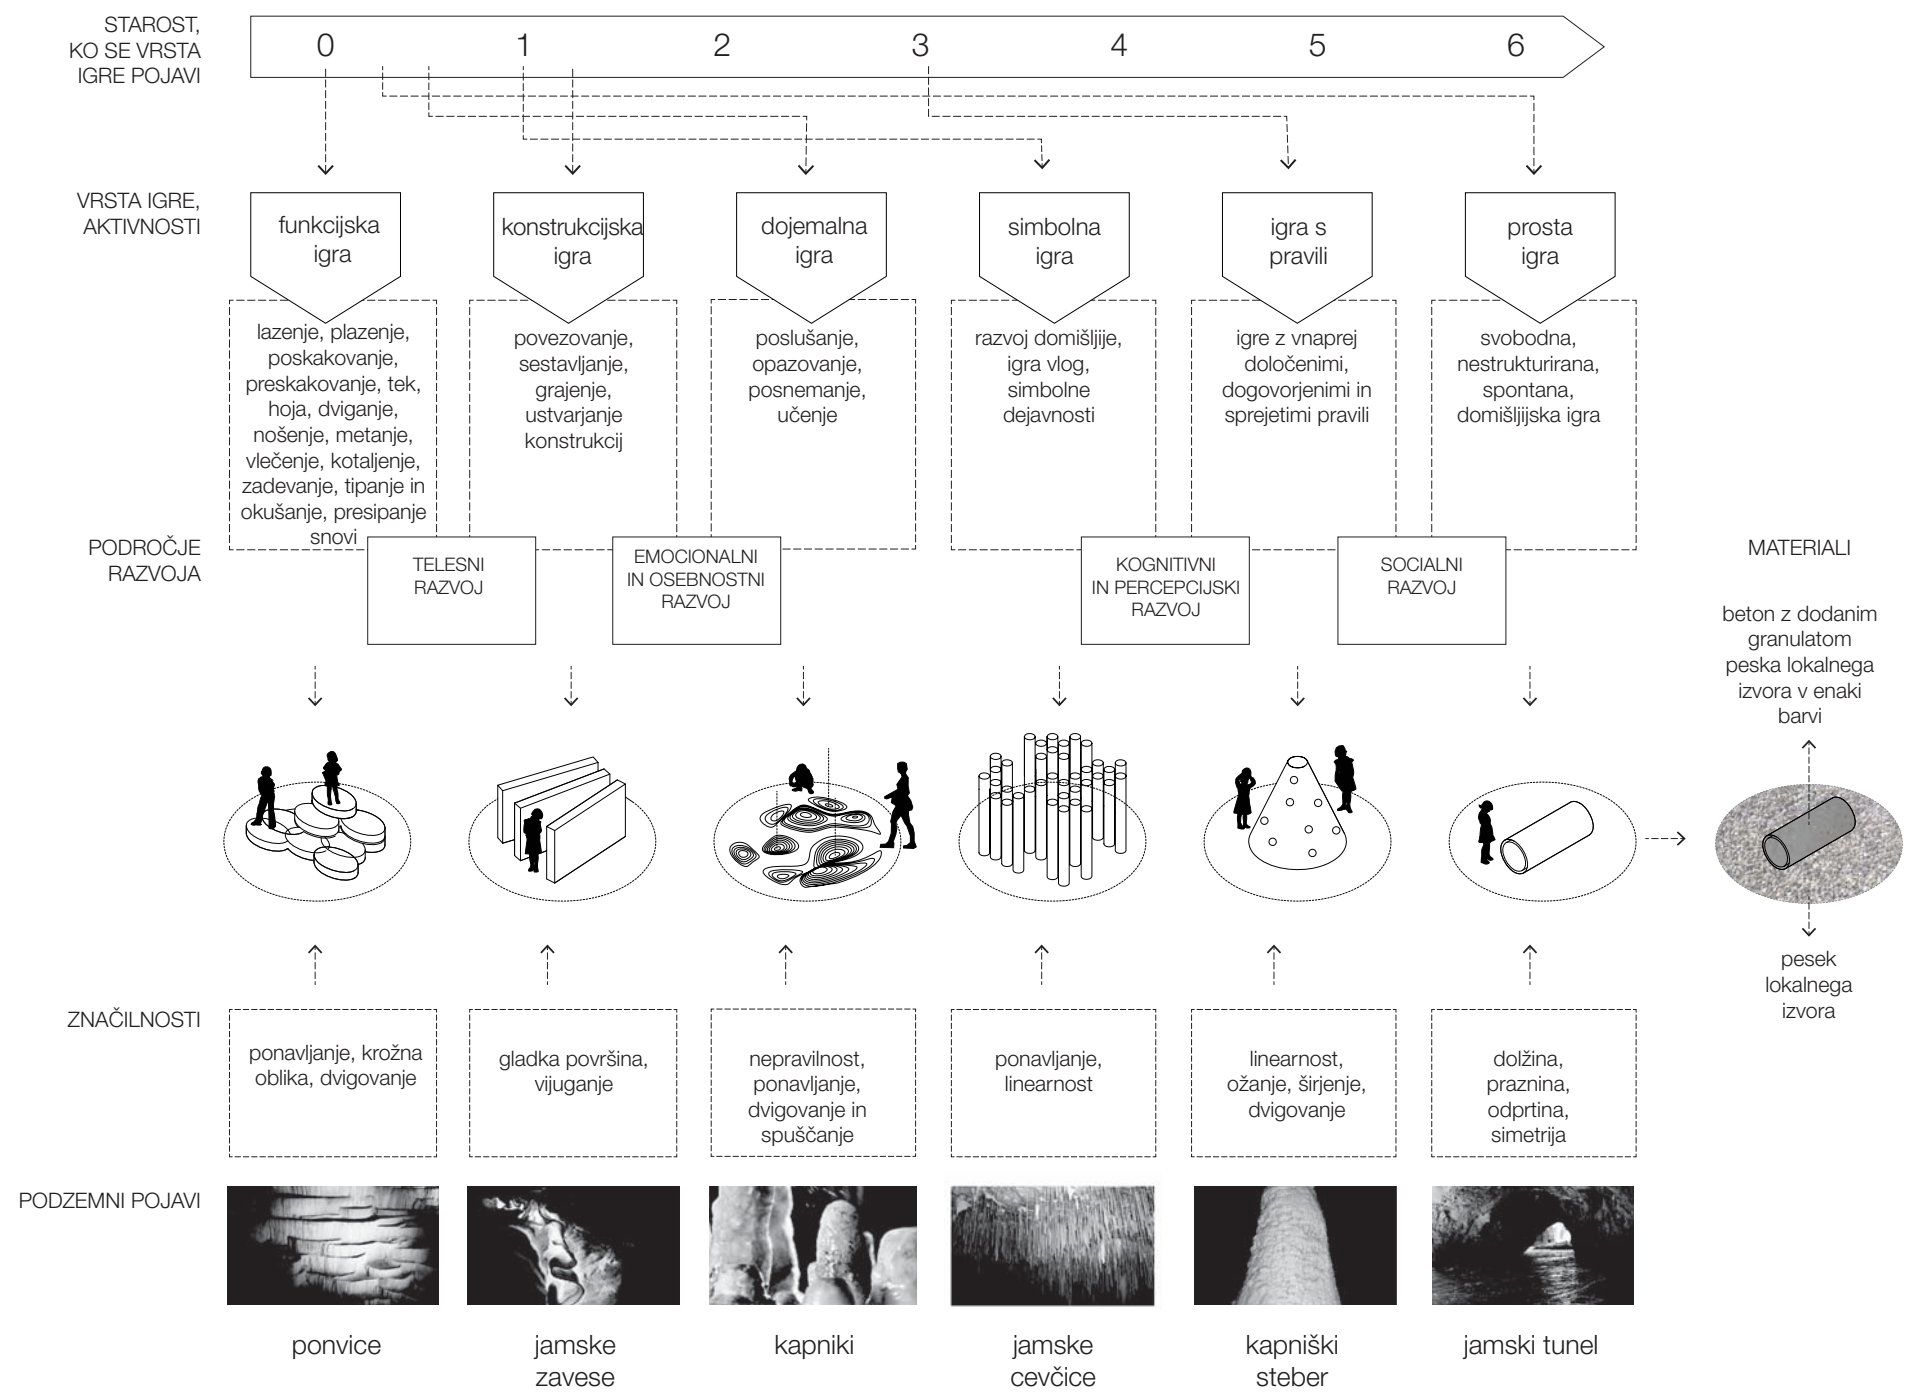 STAROST,
KO SE VRSTA
IGRE POJAVI
0 1 2 3 4 5 6
VRSTA IGRE,
AKTIVNOSTI
funkcijska
igra
konstrukcijska
igra
dojemalna
igra
simbolna
igra
igra s
pravili
prosta
igra
lazenje, plazenje,
poskakovanje,
preskakovanje, tek,
hoja, dviganje,
nošenje, metanje,
vlečenje, kotaljenje,
zadevanje, tipanje in
okušanje, presipanje
snovi
povezovanje,
sestavljanje,
grajenje,
ustvarjanje
konstrukcij
poslušanje,
opazovanje,
posnemanje,
učenje
razvoj domišljije,
igra vlog,
simbolne
dejavnosti
igre z vnaprej
določenimi,
dogovorjenimi in
sprejetimi pravili
svobodna,
nestrukturirana,
spontana,
domišljijska igra
PODROČJE
RAZVOJA
TELESNI
RAZVOJ
EMOCIONALNI
IN OSEBNOSTNI
RAZVOJ
KOGNITIVNI
IN PERCEPCIJSKI
RAZVOJ
SOCIALNI
RAZVOJ
MATERIALI
beton z dodanim
granulatom
peska lokalnega
izvora v enaki
barvi
pesek
lokalnega
izvora
ZNAČILNOSTI
ponavljanje, krožna
oblika, dvigovanje
gladka površina,
vijuganje
nepravilnost,
ponavljanje,
dvigovanje in
spuščanje
ponavljanje,
linearnost
linearnost,
ožanje, širjenje,
dvigovanje
dolžina,
praznina,
odprtina,
simetrija
PODZEMNI POJAVI
ponvice
jamske
zavese
kapniki
jamske
cevčice
kapniški
steber
jamski tunel